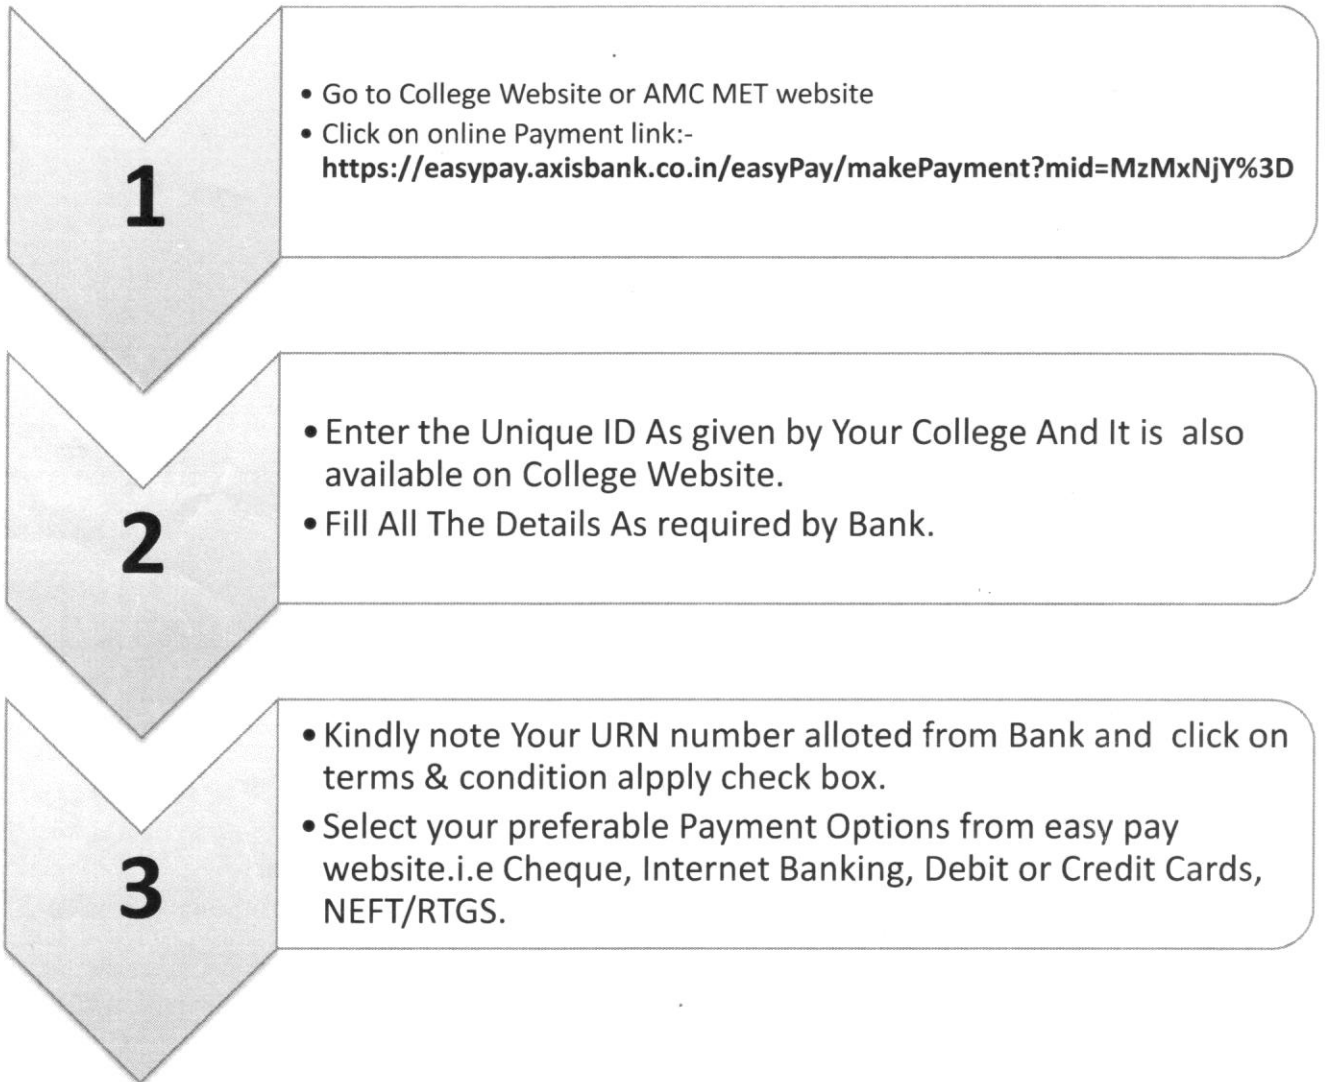 1
• Go to College Website or AMC MET website
• Click on online Payment link:-
https://easypay.axisbank.co.in/easyPay/makePayment?mid=MzMxNjY%3D
2
• Enter the Unique ID As given by Your College And It is also
available on College Website.
• Fill All The Details As required by Bank.
3
• Kindly note Your URN number alloted from Bank and click on
terms & condition alpply check box.
• Select your preferable Payment Options from easy pay
website.i.e Cheque, Internet Banking, Debit or Credit Cards,
NEFT/RTGS.